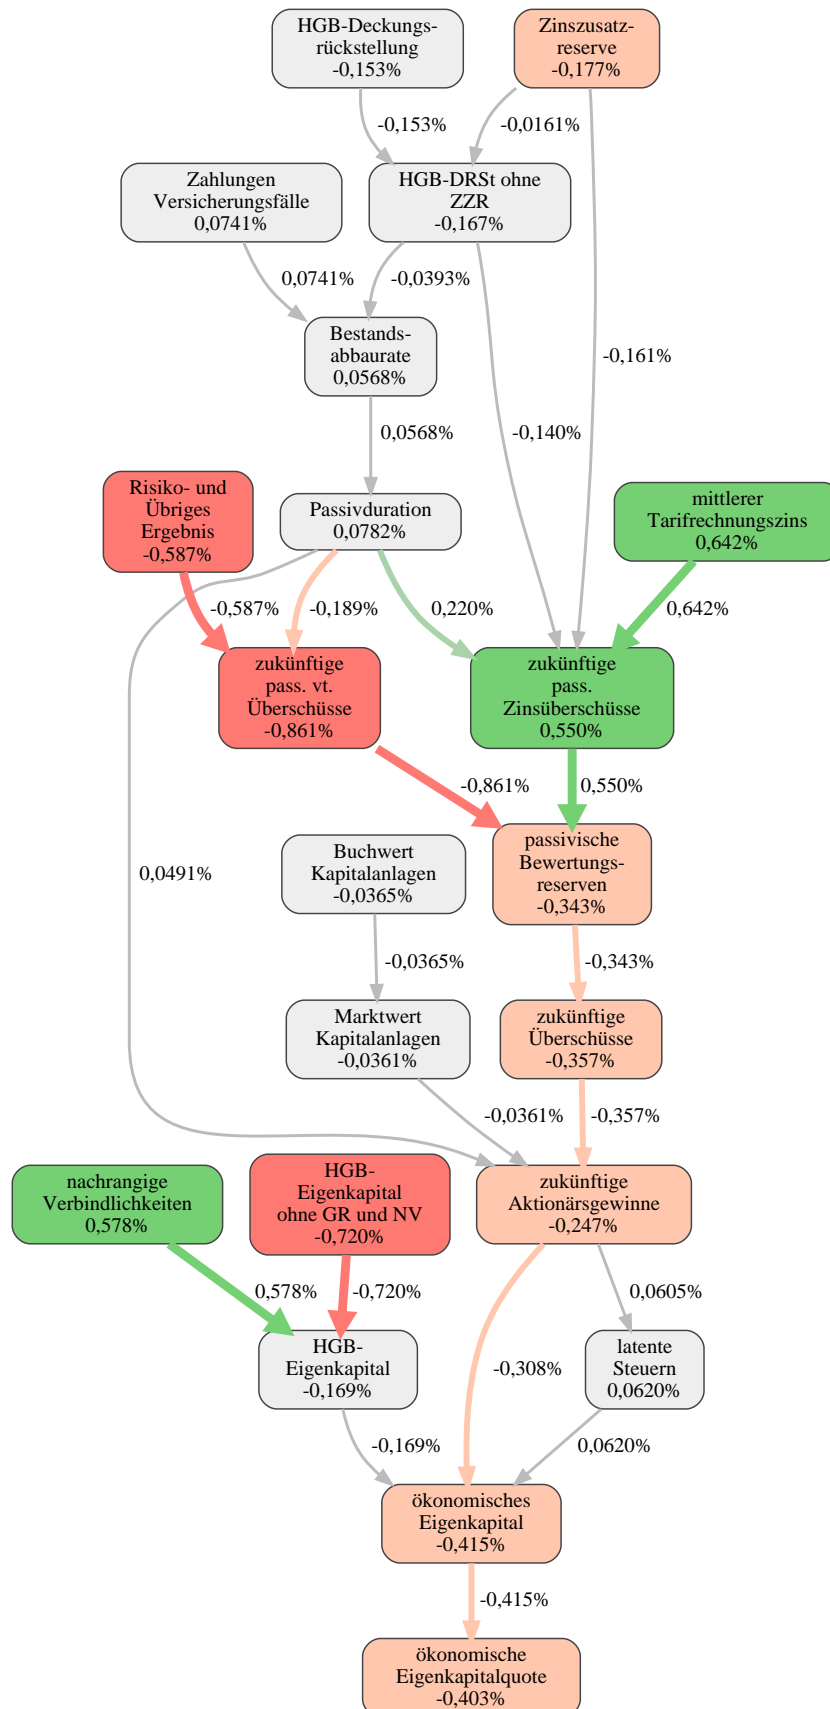 HGB-Deckungs-
rückstellung
-0,153%
Zinszusatz-
reserve
-0,177%
-0,153%
-0,0161%
Zahlungen
Versicherungsfälle
0,0741%
HGB-DRSt ohne
ZZR
-0,167%
0,0741%
-0,0393%
Bestands-
abbaurate
0,0568%
-0,161%
0,0568%
-0,140%
Risiko- und
Übriges
Ergebnis
-0,587%
Passivduration
0,0782%
mittlerer
Tarifrechnungszins
0,642%
-0,587%
-0,189%
0,220%
0,642%
zukünftige
pass. vt.
Überschüsse
-0,861%
zukünftige
pass.
Zinsüberschüsse
0,550%
-0,861%
0,550%
0,0491%
Buchwert
Kapitalanlagen
-0,0365%
passivische
Bewertungs-
reserven
-0,343%
-0,0365%
-0,343%
Marktwert
Kapitalanlagen
-0,0361%
zukünftige
Überschüsse
-0,357%
-0,0361%
-0,357%
nachrangige
Verbindlichkeiten
0,578%
HGB-
Eigenkapital
ohne GR und NV
-0,720%
zukünftige
Aktionärsgewinne
-0,247%
0,578%
-0,720%
0,0605%
HGB-
Eigenkapital
-0,169%
-0,308%
latente
Steuern
0,0620%
-0,169%
0,0620%
ökonomisches
Eigenkapital
-0,415%
-0,415%
ökonomische
Eigenkapitalquote
-0,403%